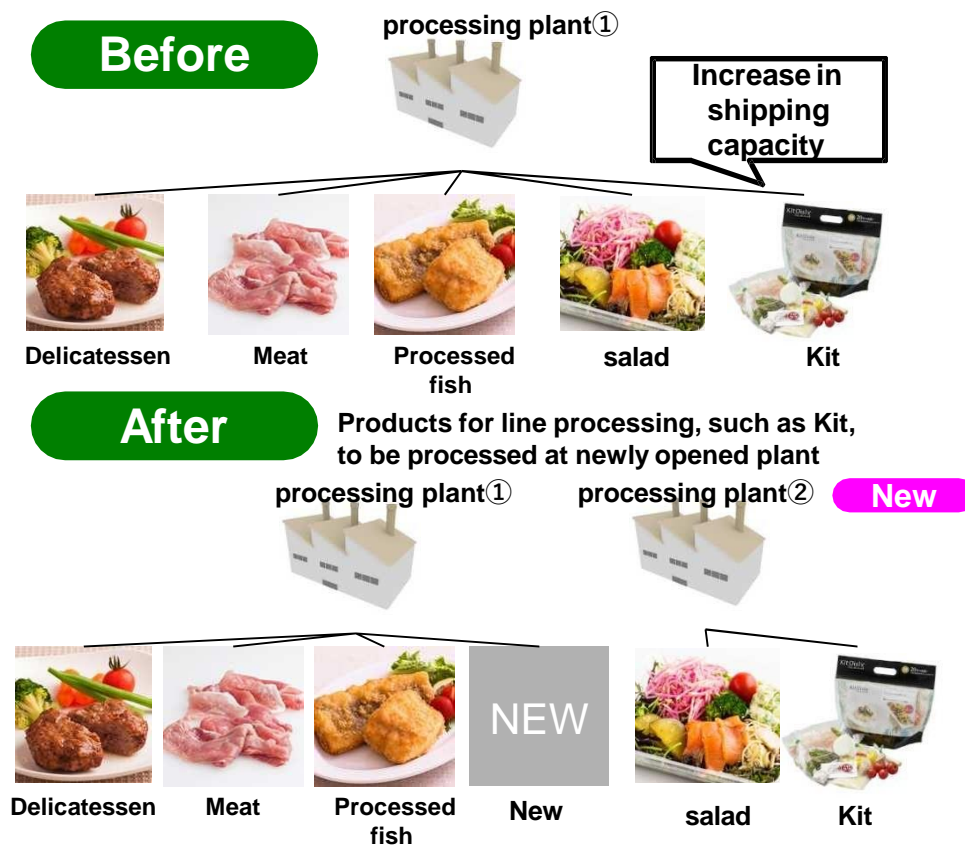 processing plant①
Before
Increase in
shipping
capacity
Delicatessen
Meat
Processed
fish
salad
Kit
After
Products for line processing, such as Kit,
to be processed at newly opened plant
processing plant①
processing plant②
New
NEW
Delicatessen
Meat
Processed
fish
New
salad
Kit